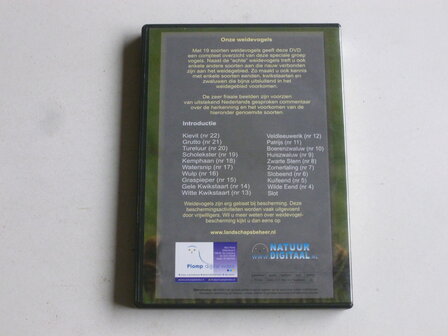 Onze weidevogels
Met 19 soorten weidevogels geeft deze DVD
een compleet overzicht van deze speciale groep
vogels. Naast de "echte" weidevogels treft u ook
enkele andere soorten aan die nauw verbonden
zijn aan het weidegebied. Zo maakt u ook kennis
met enkele soorten eenden, kwikstaarten en
zwaluwen die bijna uitsluitend in het
weidegebied voorkomen.
De zeer fraaie beelden zijn voorzien
van uitstekend Nederlands gesproken commentaar
over de herkenning en het voorkomen van de
hieronder genoemde soorten.
Introductie
Kievit (nr 22)
Grutto (nr 21)
Tureluur (nr 20)
Scholekster (nr 19)
Kemphaan (nr 18)
Watersnip (nr 17)
Wulp (nr 16)
Graspieper (nr 15)
Gele Kwikstaart (nr 14)
Witte Kwikstaart (nr 13)
Veldleeuwerik (nr 12)
Patrijs (nr 11)
Boerenzwaluw (nr 10)
Huiszwaluw (nr 9)
Zwarte Stern (nr 8)
Zomertaling (nr 7)
Slobeend (nr 6)
Kuifeend (nr 5)
Wilde Eend (nr 4)
Slot
Weidevogels zijn erg gebaat bij bescherming. Deze
beschermingsactiviteiten worden vaak uitgevoerd
door vrijwilligers. Wil u meer weten over weidevogel-
bescherming kijkt u dan eens op
www.landschapsbeheer.nl
Plomp digital video
NATUUR
DIGITAAL.NL